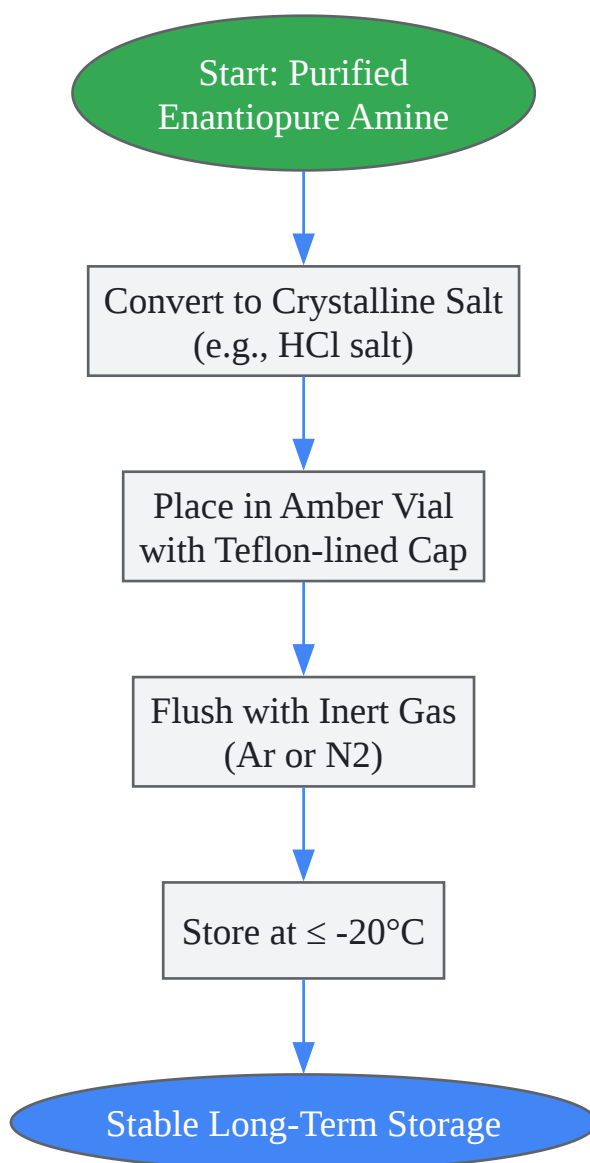 Start: Purified
Enantiopure Amine
Convert to Crystalline Salt
(e.g., HCl salt)
Place in Amber Vial
with Teflon-lined Cap
Flush with Inert Gas
(Ar or N2)
Store at ≤ -20°C
Stable Long-Term Storage